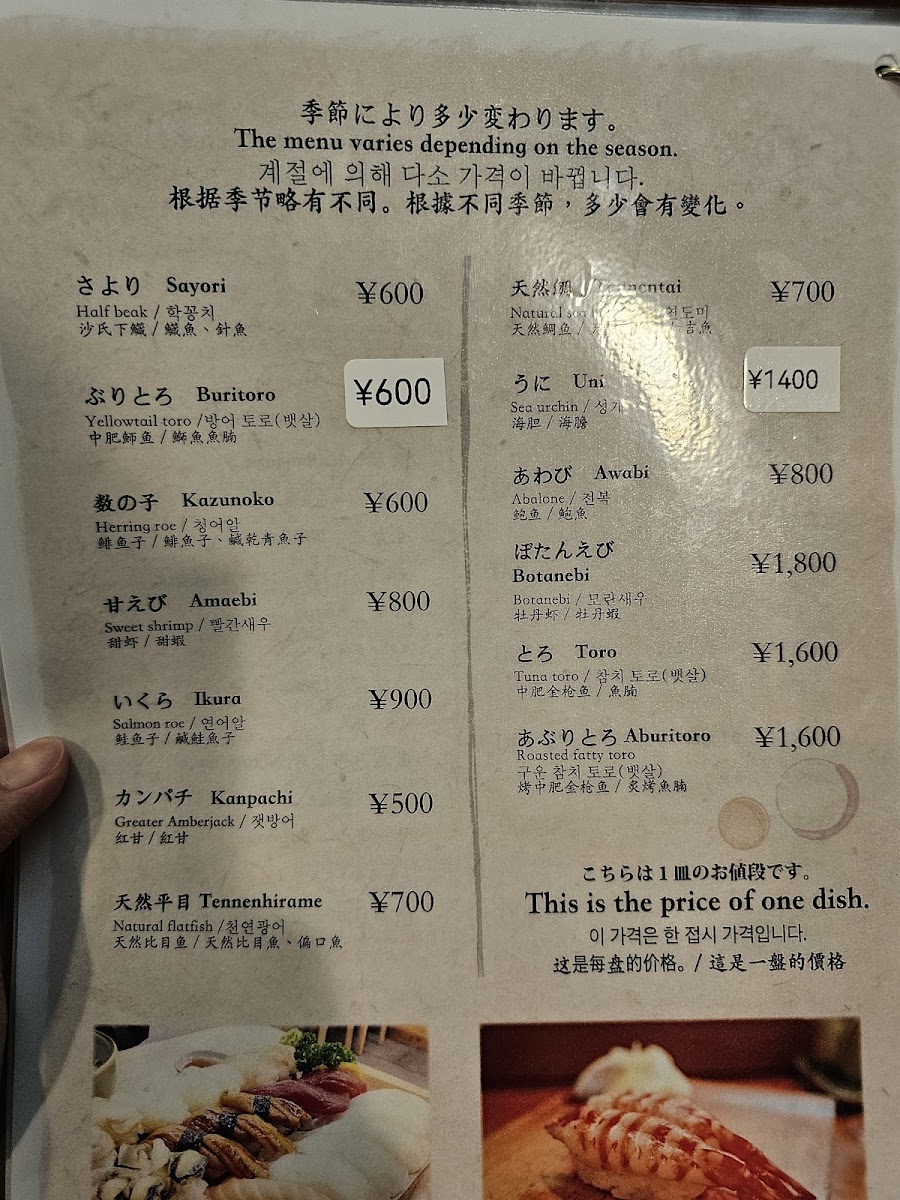 季節により多少変わります。
The menu varies depending on the season.
계절에 의해 다소 가격이 바뀝니다.
根据季节略有不同。根據不同季節，多少會有變化。
さより Sayori ¥600
Half beak / 학꽁치
沙氏下鱵 / 鱵魚、針魚
ぶりとろ Buritoro ¥600
Yellowtail toro /방어 토로(뱃살)
中肥鰤鱼 / 鰤魚魚腩
数の子 Kazunoko ¥600
Herring roe / 청어알
鲱鱼子 / 鯡魚子、鹹乾青魚子
甘えび Amaebi ¥800
Sweet shrimp / 빨간새우
甜虾 / 甜蝦
いくら Ikura ¥900
Salmon roe / 연어알
鲑鱼子 / 鹹鮭魚子
カンパチ Kanpachi ¥500
Greater Amberjack / 잿방어
红甘 / 紅甘
天然平目 Tennenhirame ¥700
Natural flatfish /천연광어
天然比目鱼 / 天然比目魚、偏口魚
天然鯛 ¥700
Natural
天然鲷鱼 / 吉魚
うに Uni ¥1400
Sea urchin / 성게
海胆 / 海膽
あわび Awabi ¥800
Abalone / 전복
鲍鱼 / 鮑魚
ぼたんえび
Botanebi ¥1,800
Botanebi / 모란새우
牡丹虾 / 牡丹蝦
とろ Toro ¥1,600
Tuna toro / 참치 토로(뱃살)
中肥金枪鱼 / 魚腩
あぶりとろ Aburitoro ¥1,600
Roasted fatty toro
구운 참치 토로(뱃살)
烤中肥金枪鱼 / 炙烤魚腩
こちらは1皿のお値段です。
This is the price of one dish.
이 가격은 한 접시 가격입니다.
这是每盘的价格。/ 這是一盤的價格